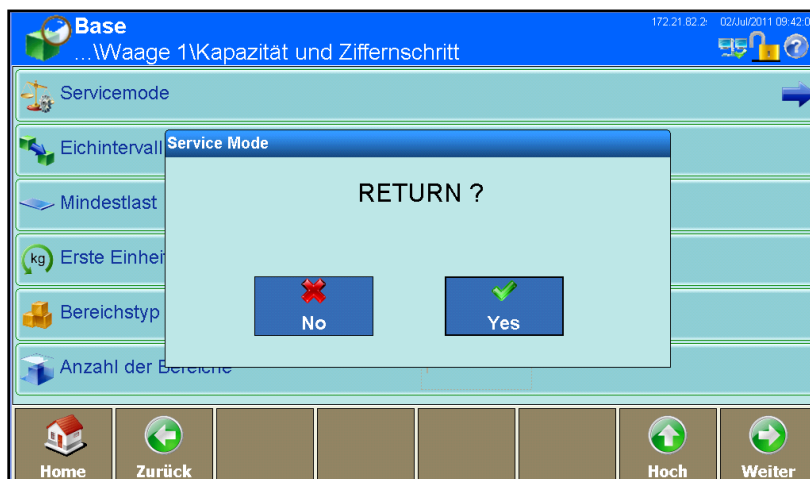 Base
172.21.82.2 02/Jul/2011 09:42:0
...\Waage 1\Kapazität und Ziffernschritt
Servicemode
Eichintervall
Service Mode
RETURN ?
Mindestlast
kg Erste Einhei
Bereichstyp
No Yes
Anzahl der Bereiche
Home Zurück Hoch Weiter